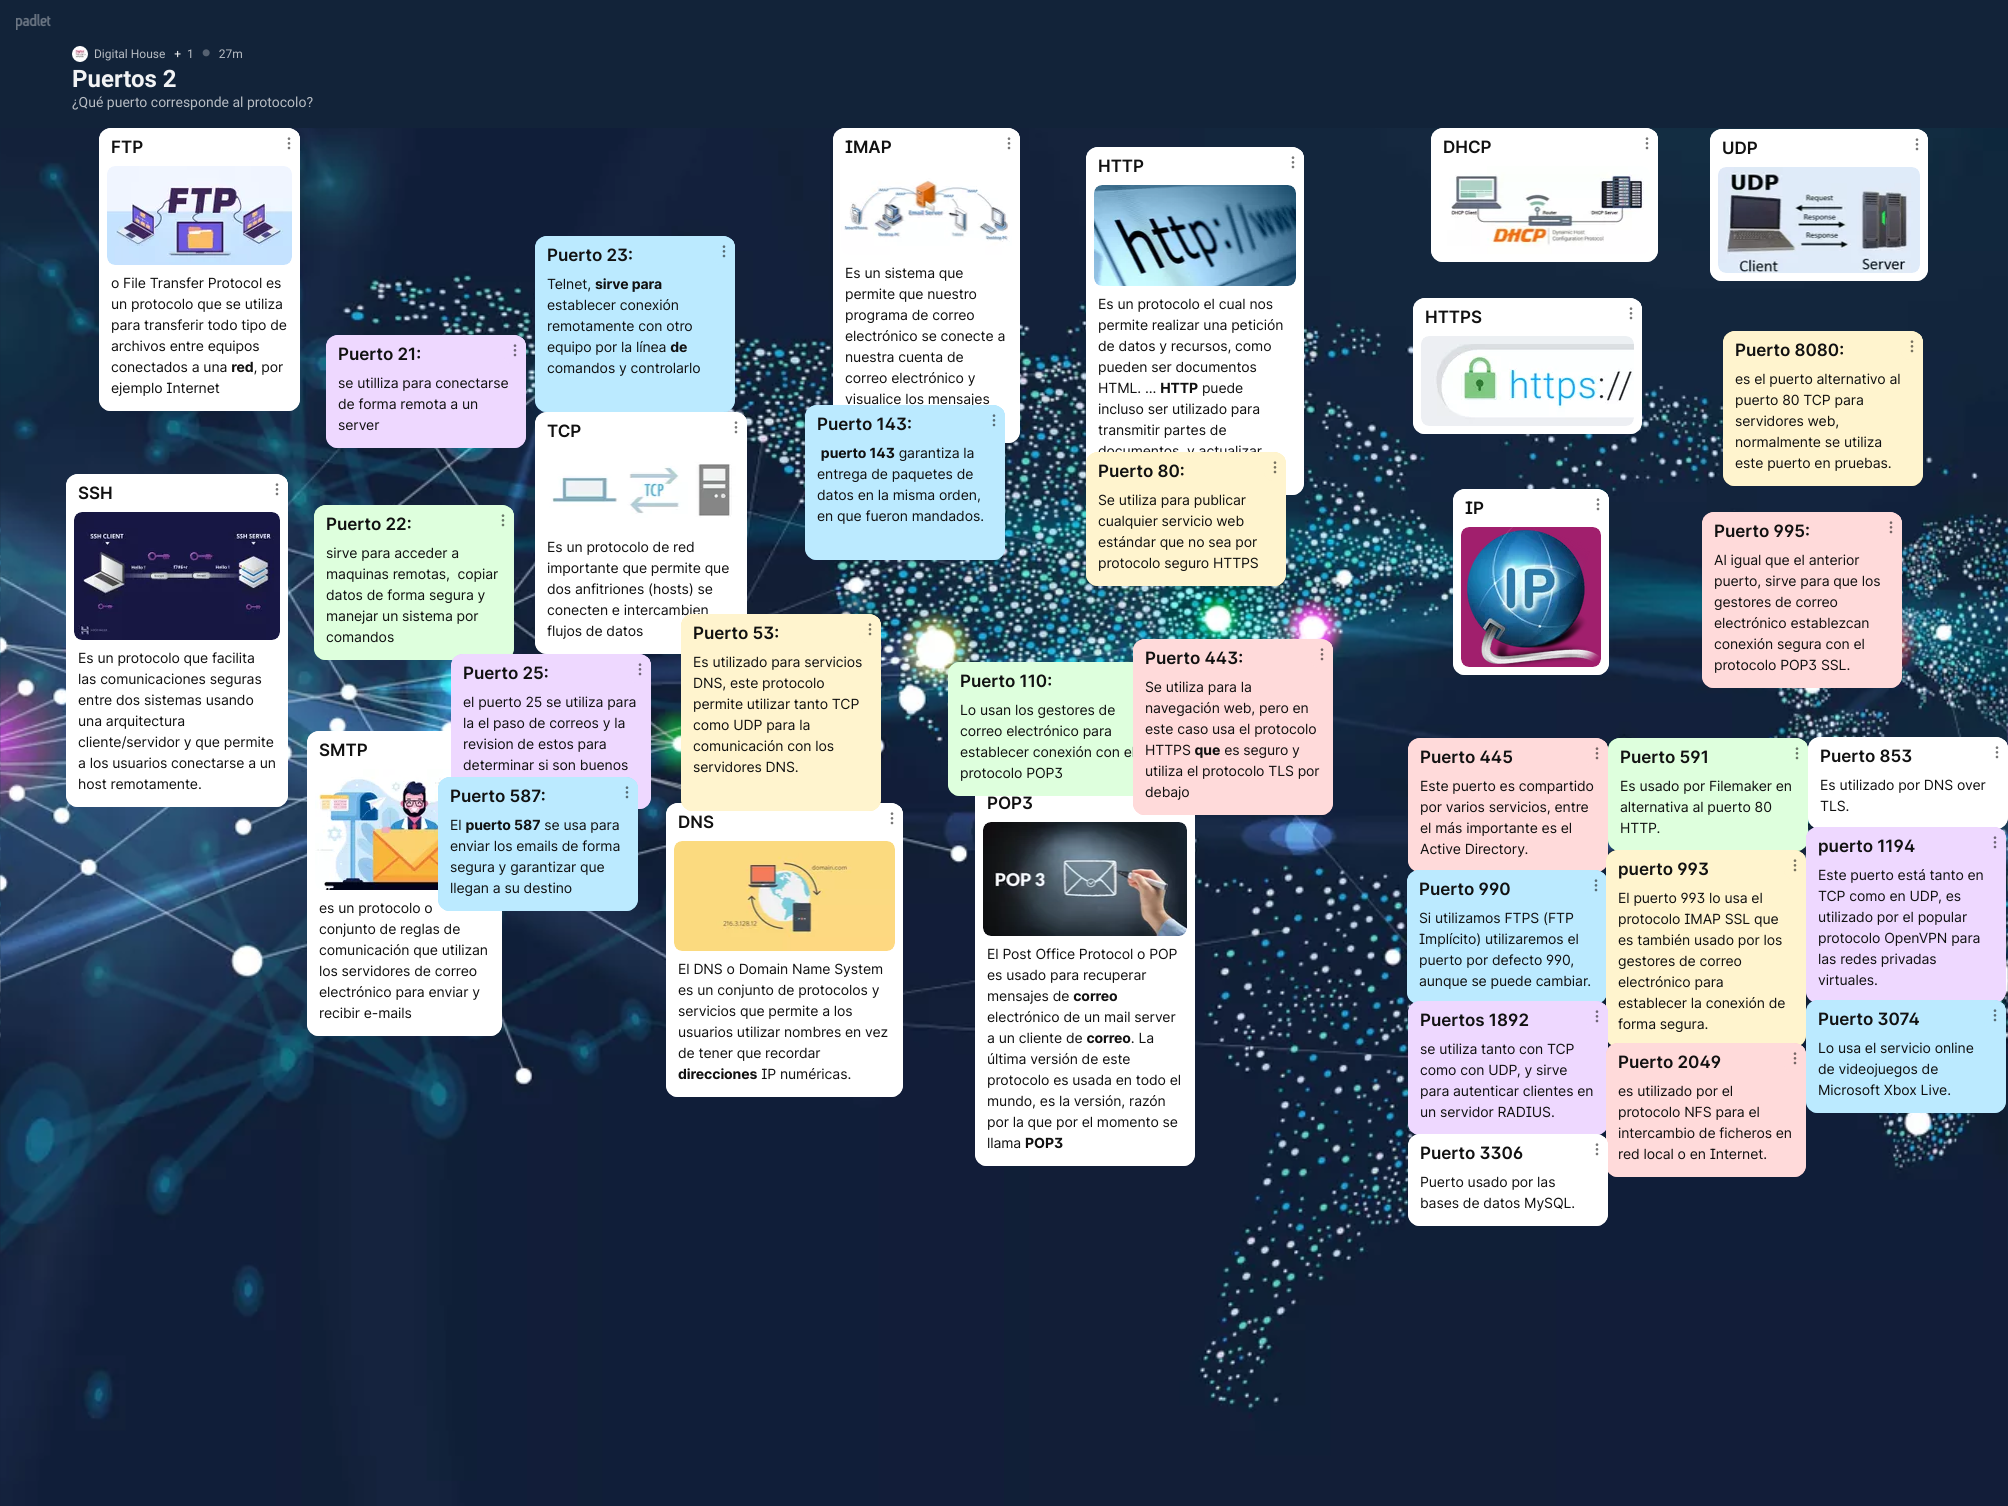 padlet
Digital House + 1 27m
Puertos 2
¿Qué puerto corresponde al protocolo?
FTP
FTP
o File Transfer Protocol es
un protocolo que se utiliza
para transferir todo tipo de
archivos entre equipos
conectados a una red, por
ejemplo Internet
Puerto 21:
se utilliza para conectarse
de forma remota a un
server
Puerto 23:
Telnet, sirve para
establecer conexión
remotamente con otro
equipo por la línea de
comandos y controlarlo
TCP
TCP
Es un protocolo de red
importante que permite que
dos anfitriones (hosts) se
conecten e intercambien
flujos de datos
IMAP
Email Server
Es un sistema que
permite que nuestro
programa de correo
electrónico se conecte a
nuestra cuenta de
correo electrónico y
visualice los mensajes
Puerto 143:
puerto 143 garantiza la
entrega de paquetes de
datos en la misma orden,
en que fueron mandados.
HTTP
http://www
Es un protocolo el cual nos
permite realizar una petición
de datos y recursos, como
pueden ser documentos
HTML. ... HTTP puede
incluso ser utilizado para
transmitir partes de
documentos, y actualizar
Puerto 80:
Se utiliza para publicar
cualquier servicio web
estándar que no sea por
protocolo seguro HTTPS
DHCP
DHCP Client
Router
DHCP Server
DHCP
Dynamic Host
Configuration Protocol
UDP
UDP
Request
Response
Response
Client
Server
HTTPS
https://
Puerto 8080:
es el puerto alternativo al
puerto 80 TCP para
servidores web,
normalmente se utiliza
este puerto en pruebas.
IP
IP
Puerto 995:
Al igual que el anterior
puerto, sirve para que los
gestores de correo
electrónico establezcan
conexión segura con el
protocolo POP3 SSL.
SSH
SSH CLIENT
SSH SERVER
Hello !
Hello !
Es un protocolo que facilita
las comunicaciones seguras
entre dos sistemas usando
una arquitectura
cliente/servidor y que permite
a los usuarios conectarse a un
host remotamente.
Puerto 22:
sirve para acceder a
maquinas remotas, copiar
datos de forma segura y
manejar un sistema por
comandos
Puerto 25:
el puerto 25 se utiliza para
la el paso de correos y la
revision de estos para
determinar si son buenos
SMTP
es un protocolo o
conjunto de reglas de
comunicación que utilizan
los servidores de correo
electrónico para enviar y
recibir e-mails
Puerto 587:
El puerto 587 se usa para
enviar los emails de forma
segura y garantizar que
llegan a su destino
Puerto 53:
Es utilizado para servicios
DNS, este protocolo
permite utilizar tanto TCP
como UDP para la
comunicación con los
servidores DNS.
DNS
domain.com
216.3.128.12
El DNS o Domain Name System
es un conjunto de protocolos y
servicios que permite a los
usuarios utilizar nombres en vez
de tener que recordar
direcciones IP numéricas.
Puerto 110:
Lo usan los gestores de
correo electrónico para
establecer conexión con el
protocolo POP3
Puerto 443:
Se utiliza para la
navegación web, pero en
este caso usa el protocolo
HTTPS que es seguro y
utiliza el protocolo TLS por
debajo
POP3
POP 3
El Post Office Protocol o POP
es usado para recuperar
mensajes de correo
electrónico de un mail server
a un cliente de correo. La
última versión de este
protocolo es usada en todo el
mundo, es la versión, razón
por la que por el momento se
llama POP3
Puerto 445
Este puerto es compartido
por varios servicios, entre
el más importante es el
Active Directory.
Puerto 990
Si utilizamos FTPS (FTP
Implícito) utilizaremos el
puerto por defecto 990,
aunque se puede cambiar.
Puertos 1892
se utiliza tanto con TCP
como con UDP, y sirve
para autenticar clientes en
un servidor RADIUS.
Puerto 3306
Puerto usado por las
bases de datos MySQL.
Puerto 591
Es usado por Filemaker en
alternativa al puerto 80
HTTP.
puerto 993
El puerto 993 lo usa el
protocolo IMAP SSL que
es también usado por los
gestores de correo
electrónico para
establecer la conexión de
forma segura.
Puerto 2049
es utilizado por el
protocolo NFS para el
intercambio de ficheros en
red local o en Internet.
Puerto 853
Es utilizado por DNS over
TLS.
puerto 1194
Este puerto está tanto en
TCP como en UDP, es
utilizado por el popular
protocolo OpenVPN para
las redes privadas
virtuales.
Puerto 3074
Lo usa el servicio online
de videojuegos de
Microsoft Xbox Live.